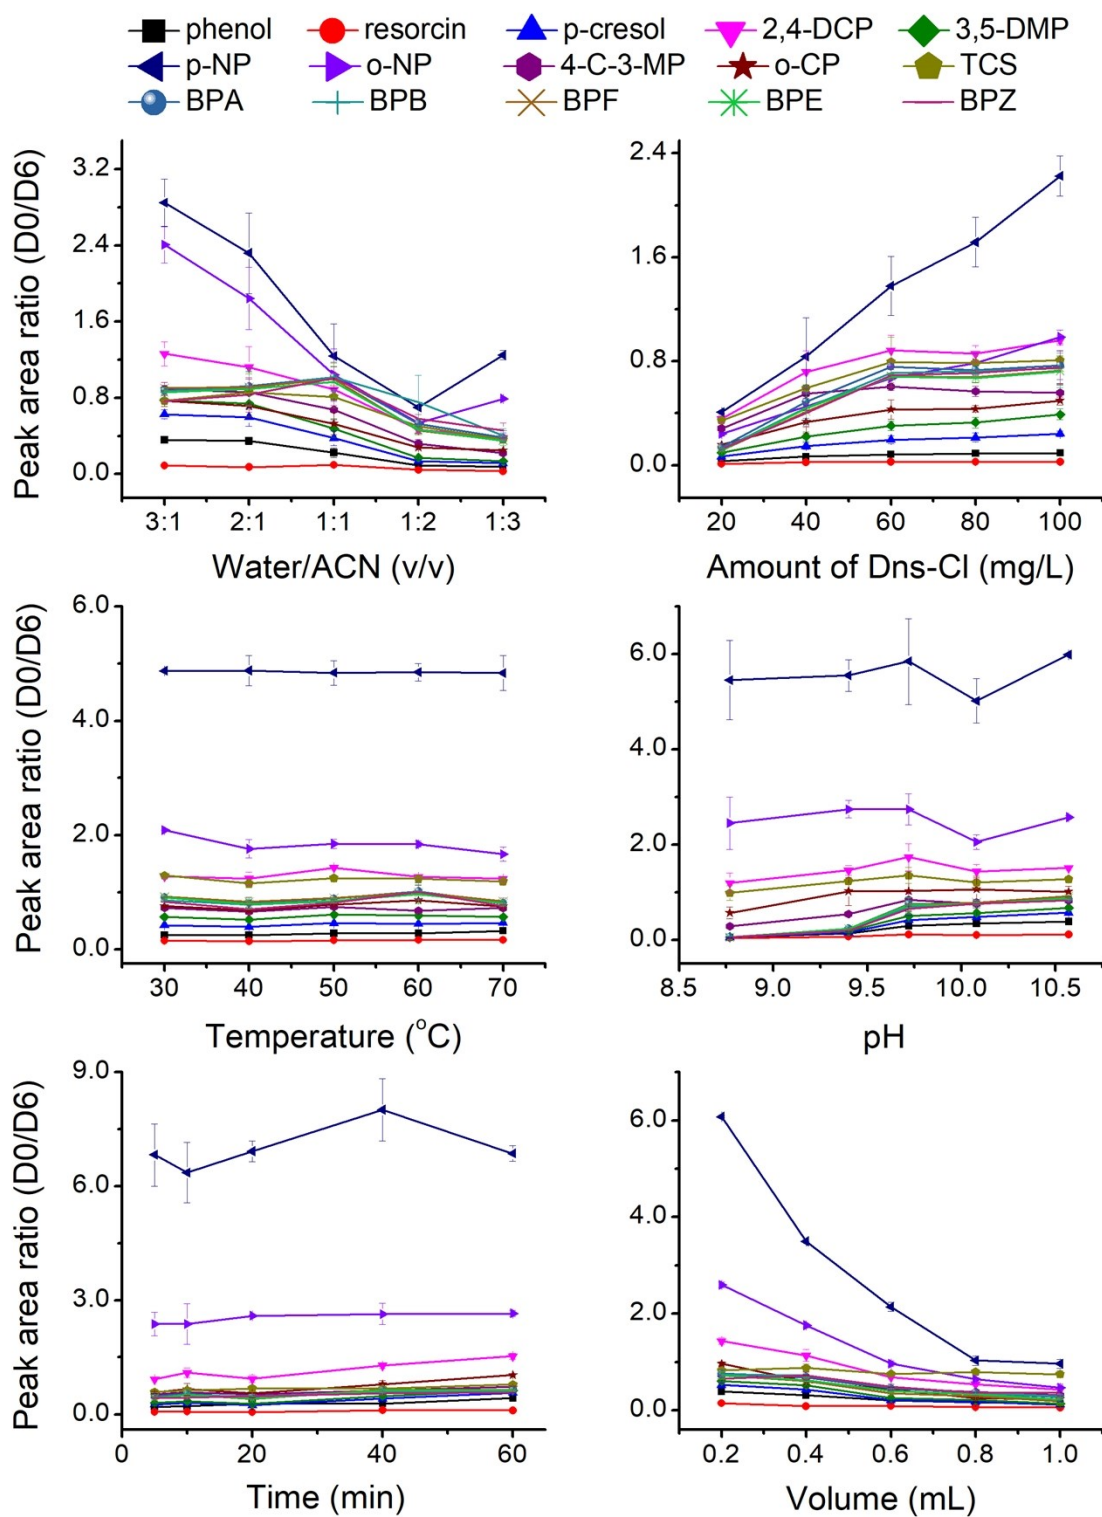 phenol resorcin p-cresol 2,4-DCP 3,5-DMP
p-NP o-NP 4-C-3-MP o-CP TCS
BPA BPB BPF BPE BPZ
Peak area ratio (D0/D6)
3.2
2.4
1.6
0.8
0.0
3:1 2:1 1:1 1:2 1:3
Water/ACN (v/v)
2.4
1.6
0.8
0.0
20 40 60 80 100
Amount of Dns-Cl (mg/L)
Peak area ratio (D0/D6)
6.0
4.0
2.0
0.0
30 40 50 60 70
Temperature (°C)
6.0
4.0
2.0
0.0
8.5 9.0 9.5 10.0 10.5
pH
Peak area ratio (D0/D6)
9.0
6.0
3.0
0.0
0 20 40 60
Time (min)
6.0
4.0
2.0
0.0
0.2 0.4 0.6 0.8 1.0
Volume (mL)